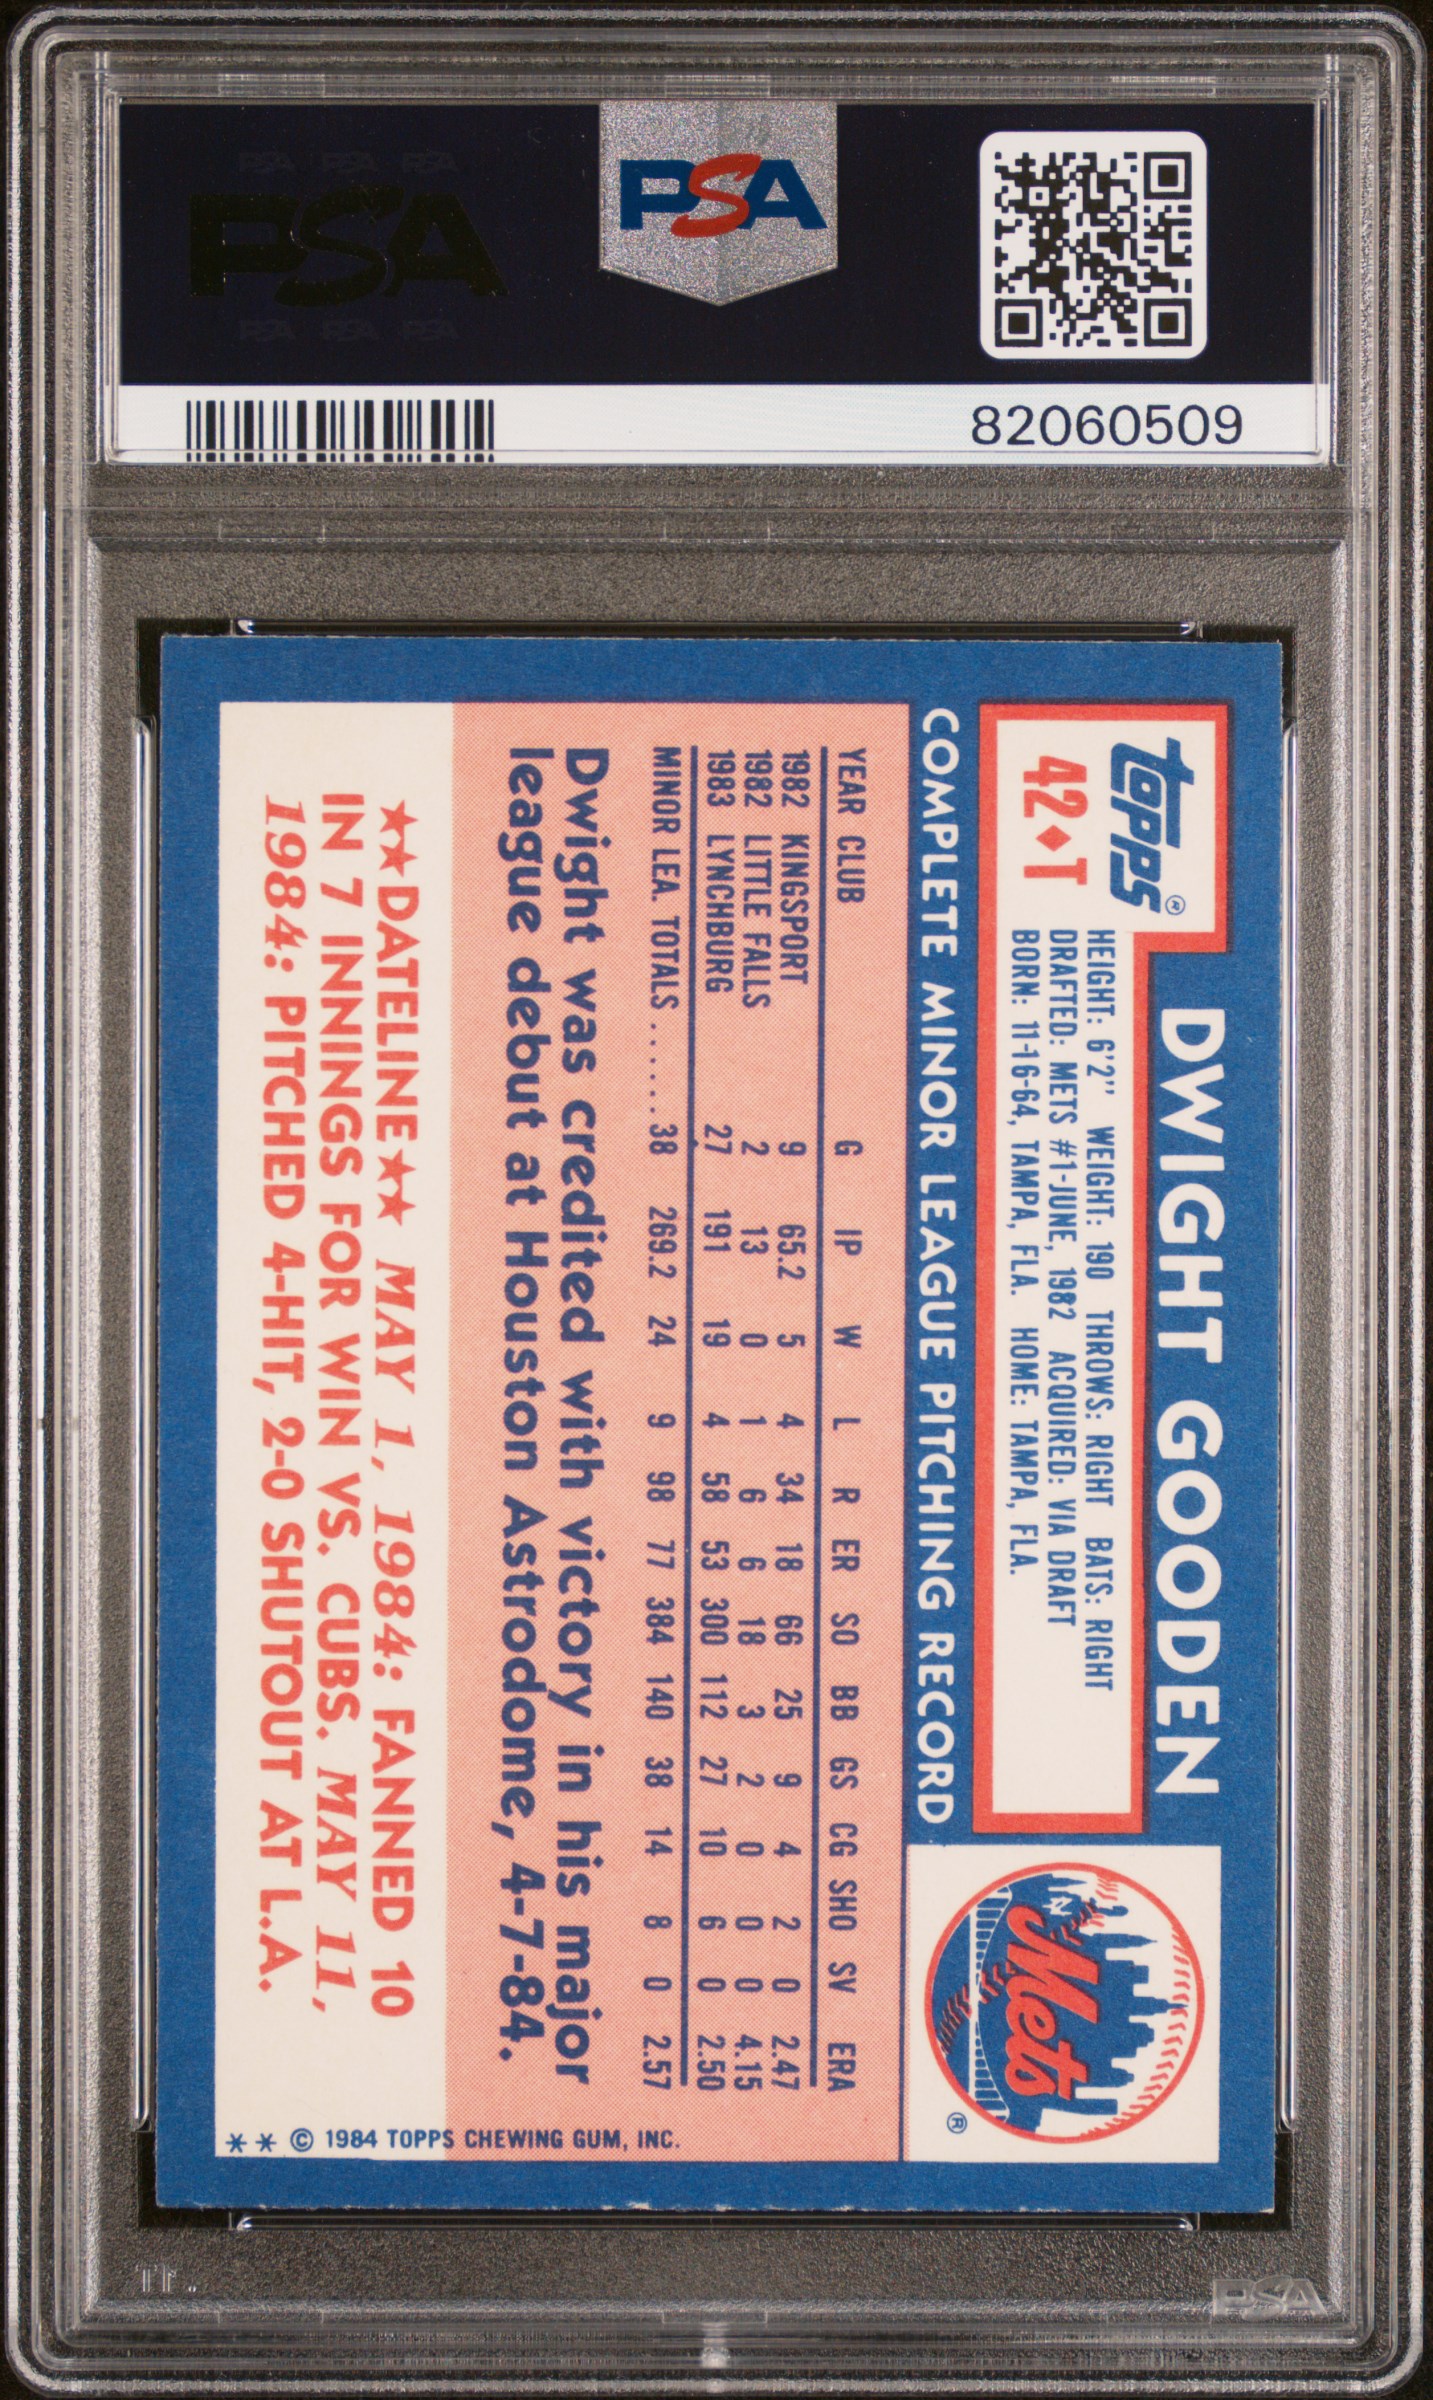 PSA PSA PSA
PSA
PSA PSA PSA
PSA
82060509
topps®
42♦T
DWIGHT GOODEN
HEIGHT: 6'2" WEIGHT: 190 THROWS: RIGHT BATS: RIGHT
DRAFTED: METS #1-JUNE, 1982 ACQUIRED: VIA DRAFT
BORN: 11-16-64, TAMPA, FLA. HOME: TAMPA, FLA.
Mets
NY
®
COMPLETE MINOR LEAGUE PITCHING RECORD
YEAR CLUB G IP W L R ER SO BB GS CG SHO SV ERA
1982 KINGSPORT 9 65.2 5 4 34 18 66 25 9 4 2 0 2.47
1982 LITTLE FALLS 2 13 0 1 6 6 18 3 2 0 0 0 4.15
1983 LYNCHBURG 27 191 19 4 58 53 300 112 27 10 6 0 2.50
MINOR LEA. TOTALS ...... 38 269.2 24 9 98 77 384 140 38 14 8 0 2.57
Dwight was credited with victory in his major
league debut at Houston Astrodome, 4-7-84.
★★DATELINE★★ MAY 1, 1984: FANNED 10
IN 7 INNINGS FOR WIN VS. CUBS. MAY 11,
1984: PITCHED 4-HIT, 2-0 SHUTOUT AT L.A.
** © 1984 TOPPS CHEWING GUM, INC.
PSA